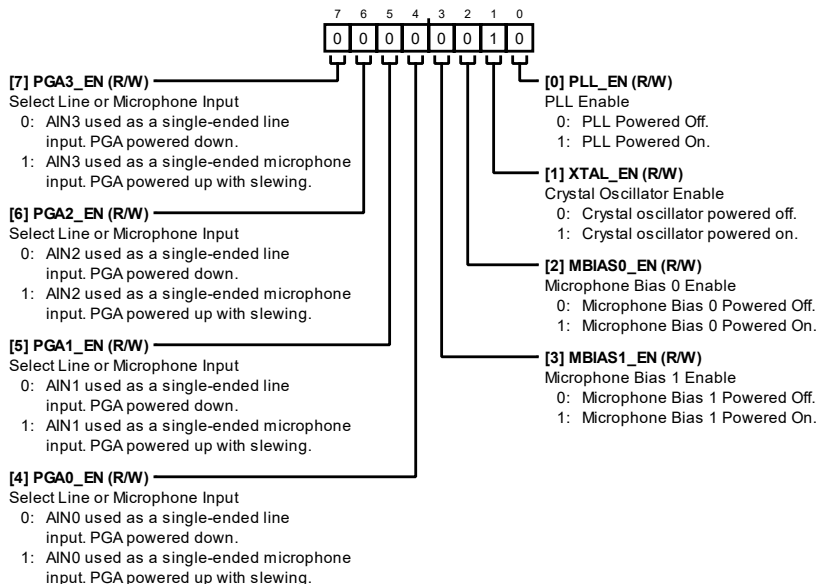 7 6 5 4 3 2 1 0
0 0 0 0 0 0 1 0
[7] PGA3_EN (R/W)
Select Line or Microphone Input
0: AIN3 used as a single-ended line
input. PGA powered down.
1: AIN3 used as a single-ended microphone
input. PGA powered up with slewing.
[6] PGA2_EN (R/W)
Select Line or Microphone Input
0: AIN2 used as a single-ended line
input. PGA powered down.
1: AIN2 used as a single-ended microphone
input. PGA powered up with slewing.
[5] PGA1_EN (R/W)
Select Line or Microphone Input
0: AIN1 used as a single-ended line
input. PGA powered down.
1: AIN1 used as a single-ended microphone
input. PGA powered up with slewing.
[4] PGA0_EN (R/W)
Select Line or Microphone Input
0: AIN0 used as a single-ended line
input. PGA powered down.
1: AIN0 used as a single-ended microphone
input. PGA powered up with slewing.
[0] PLL_EN (R/W)
PLL Enable
0: PLL Powered Off.
1: PLL Powered On.
[1] XTAL_EN (R/W)
Crystal Oscillator Enable
0: Crystal oscillator powered off.
1: Crystal oscillator powered on.
[2] MBIAS0_EN (R/W)
Microphone Bias 0 Enable
0: Microphone Bias 0 Powered Off.
1: Microphone Bias 0 Powered On.
[3] MBIAS1_EN (R/W)
Microphone Bias 1 Enable
0: Microphone Bias 1 Powered Off.
1: Microphone Bias 1 Powered On.